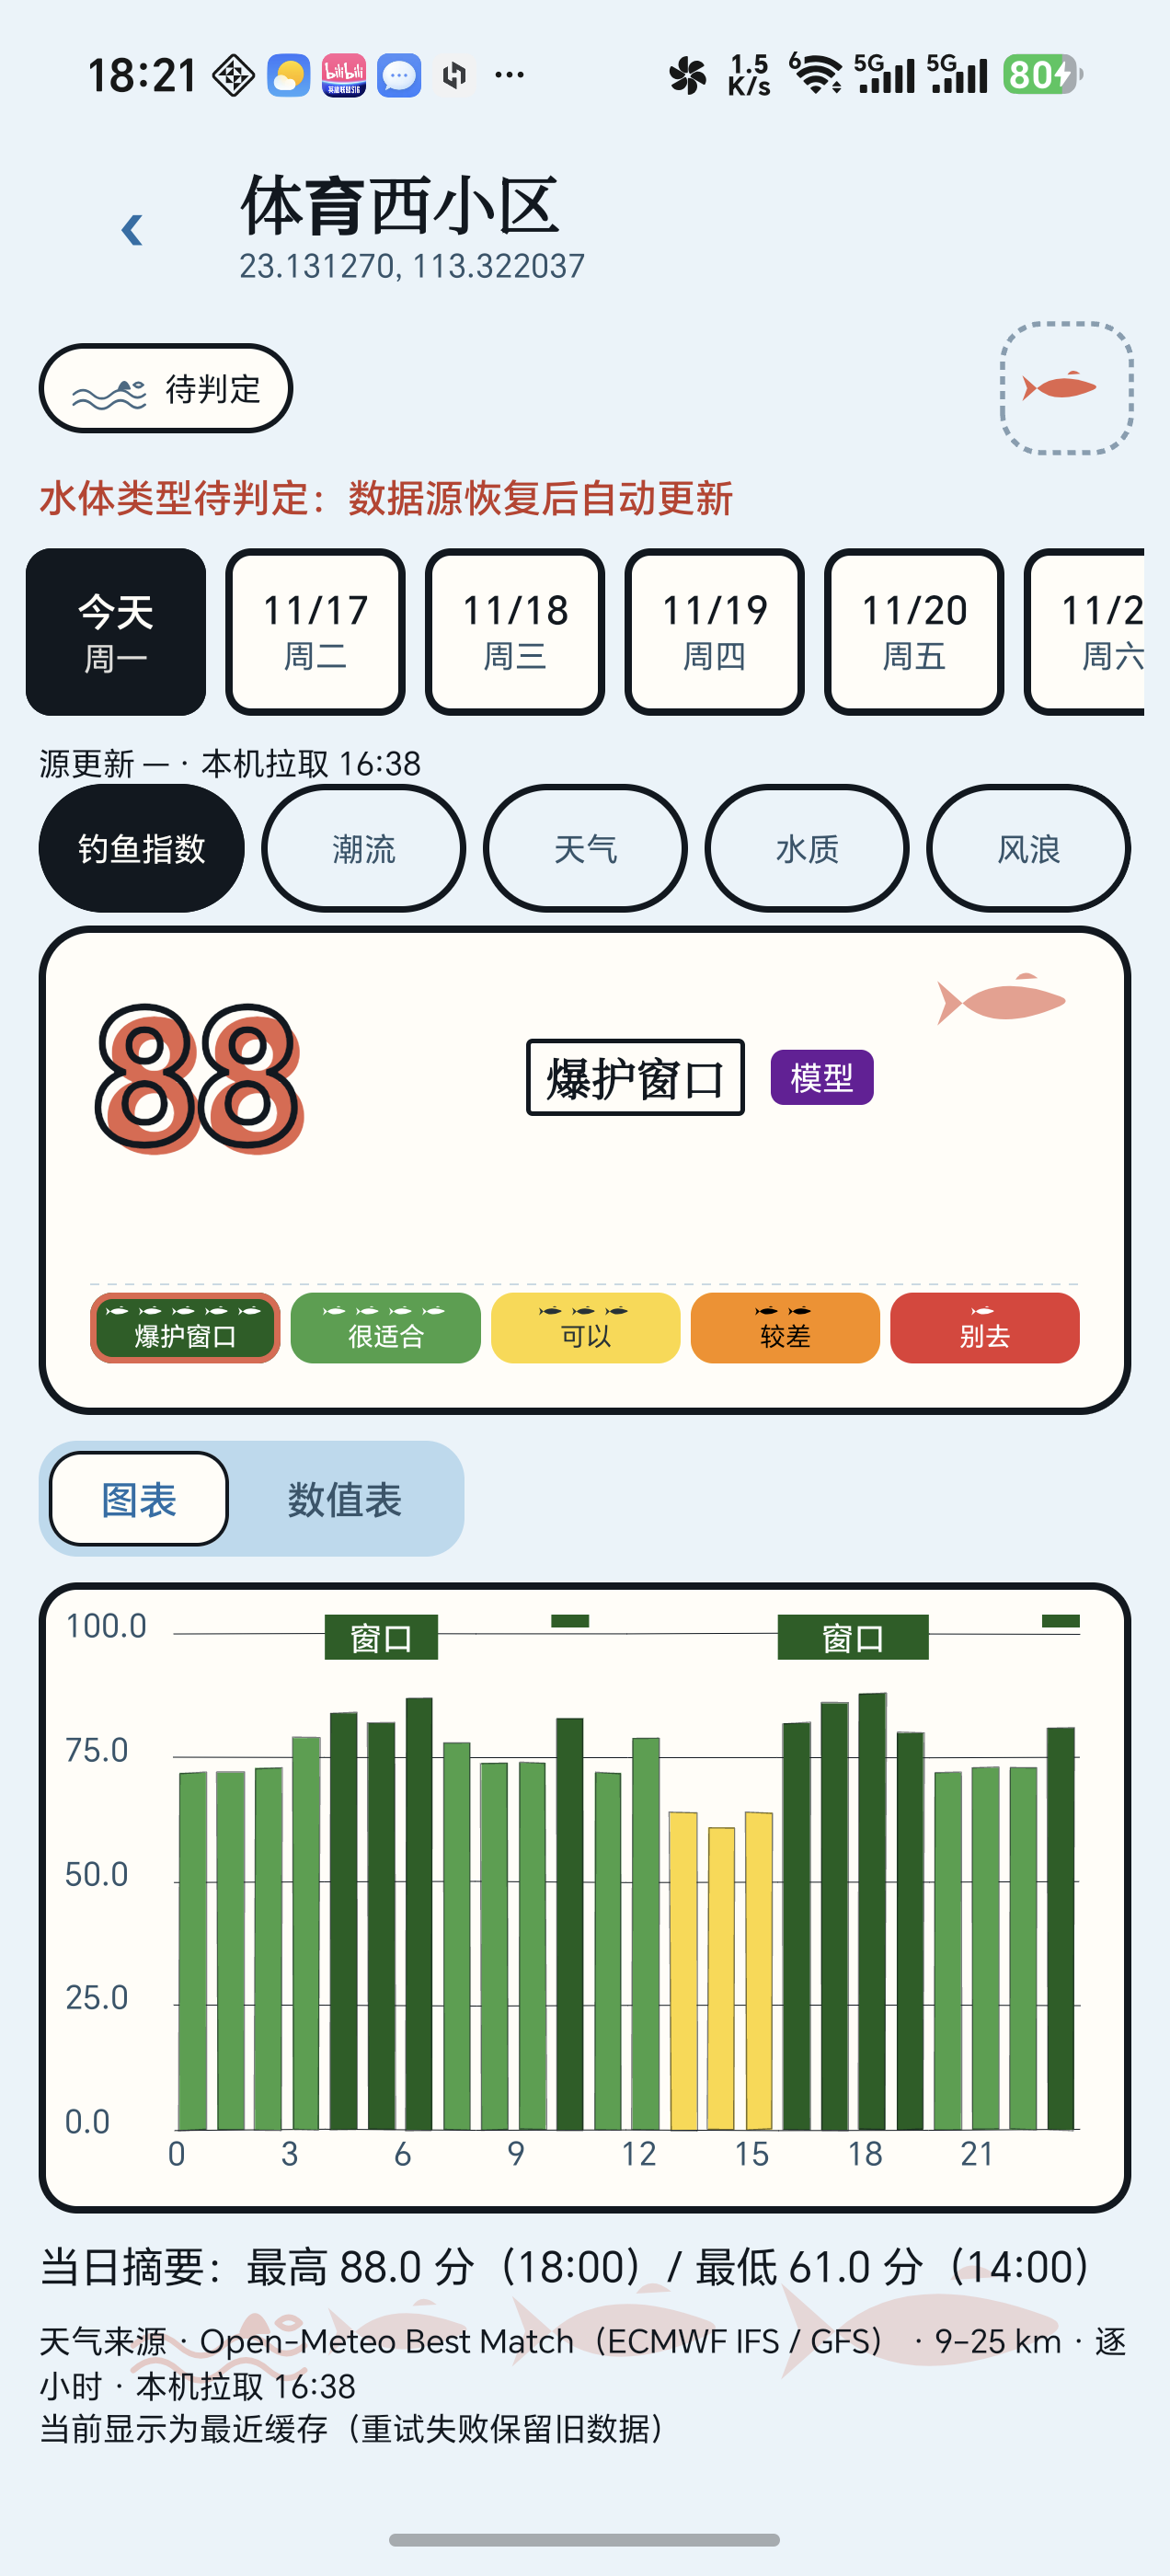 18:21 bilibili ··· 1.5 K/s 6 5G 5G 80
体育西小区
23.131270, 113.322037
待判定
水体类型待判定：数据源恢复后自动更新
今天 11/17 11/18 11/19 11/20 11/2
周一 周二 周三 周四 周五 周六
源更新 — · 本机拉取 16:38
钓鱼指数 潮流 天气 水质 风浪
88 爆护窗口 模型
爆护窗口 很适合 可以 较差 别去
图表 数值表
100.0 窗口 窗口
75.0
50.0
25.0
0.0
0 3 6 9 12 15 18 21
当日摘要：最高 88.0 分（18:00）/ 最低 61.0 分（14:00）
天气来源 · Open-Meteo Best Match（ECMWF IFS / GFS） · 9–25 km · 逐
小时 · 本机拉取 16:38
当前显示为最近缓存（重试失败保留旧数据）